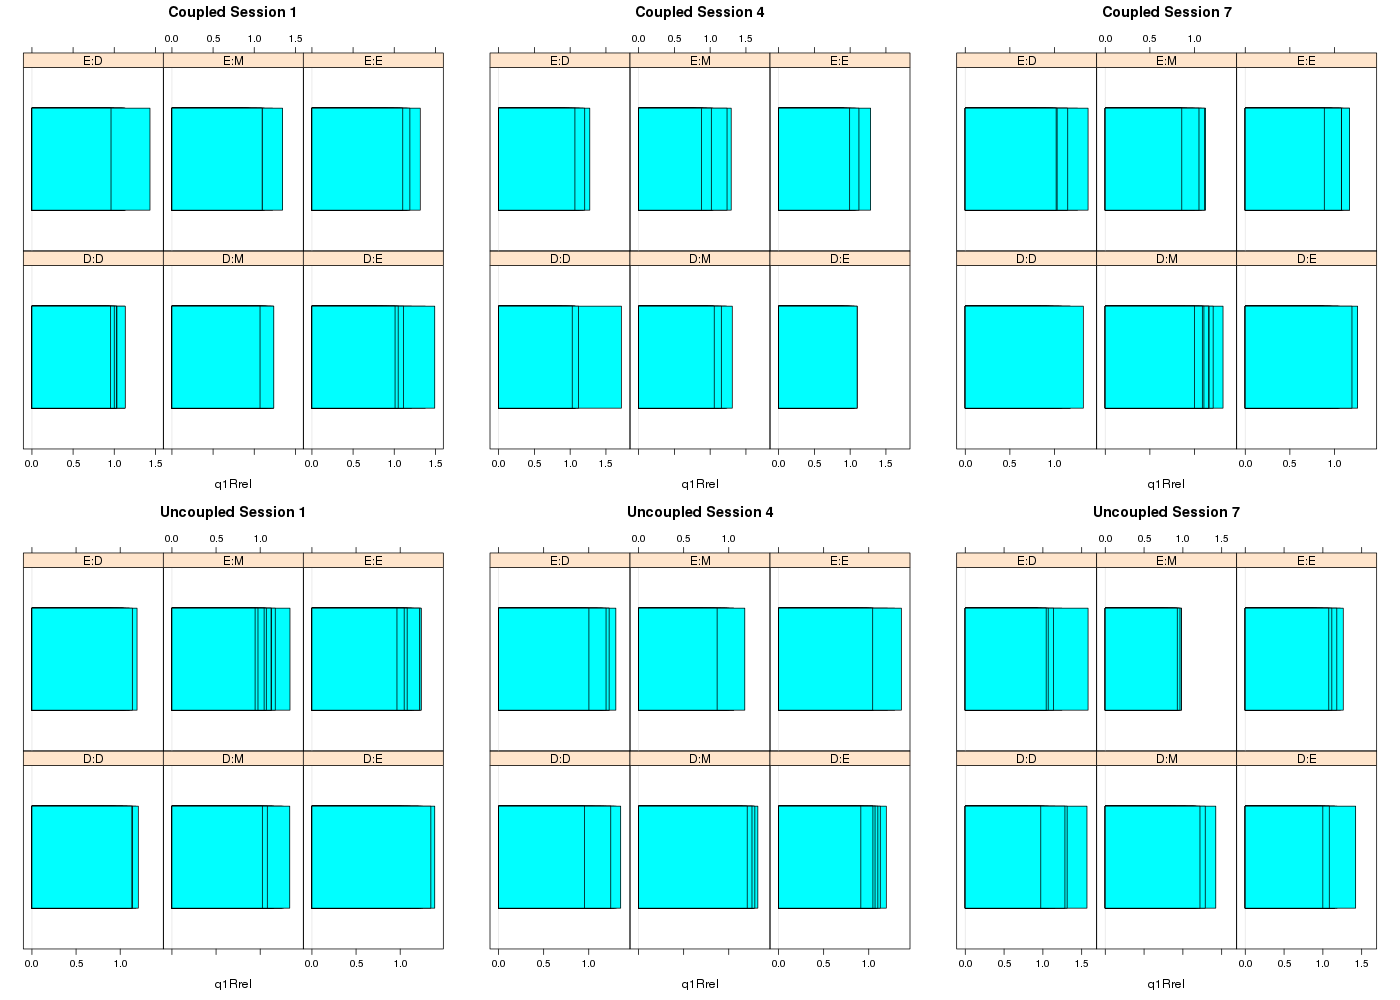 Coupled Session 1
Coupled Session 4
Coupled Session 7
0.0 0.5 1.0 1.5
0.0 0.5 1.0 1.5
0.0 0.5 1.0
E:D E:M E:E
E:D E:M E:E
E:D E:M E:E
D:D D:M D:E
D:D D:M D:E
D:D D:M D:E
0.0 0.5 1.0 1.5 0.0 0.5 1.0 1.5
0.0 0.5 1.0 1.5 0.0 0.5 1.0 1.5
0.0 0.5 1.0 0.0 0.5 1.0
q1Rrel
q1Rrel
q1Rrel
Uncoupled Session 1
Uncoupled Session 4
Uncoupled Session 7
0.0 0.5 1.0
0.0 0.5 1.0
0.0 0.5 1.0 1.5
E:D E:M E:E
E:D E:M E:E
E:D E:M E:E
D:D D:M D:E
D:D D:M D:E
D:D D:M D:E
0.0 0.5 1.0 0.0 0.5 1.0
0.0 0.5 1.0 0.0 0.5 1.0
0.0 0.5 1.0 1.5 0.0 0.5 1.0 1.5
q1Rrel
q1Rrel
q1Rrel